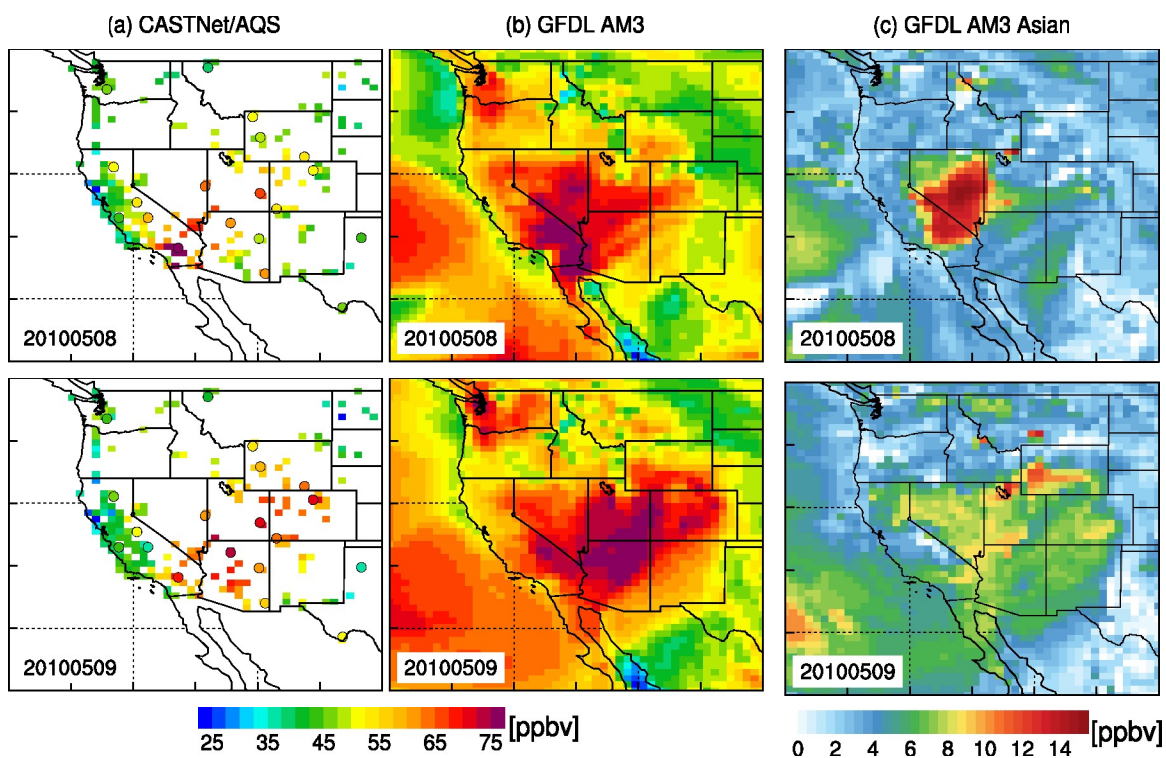 (a) CASTNet/AQS (b) GFDL AM3 (c) GFDL AM3 Asian
20100508 20100508 20100508
20100509 20100509 20100509
25 35 45 55 65 75 [ppbv] 0 2 4 6 8 10 12 14 [ppbv]